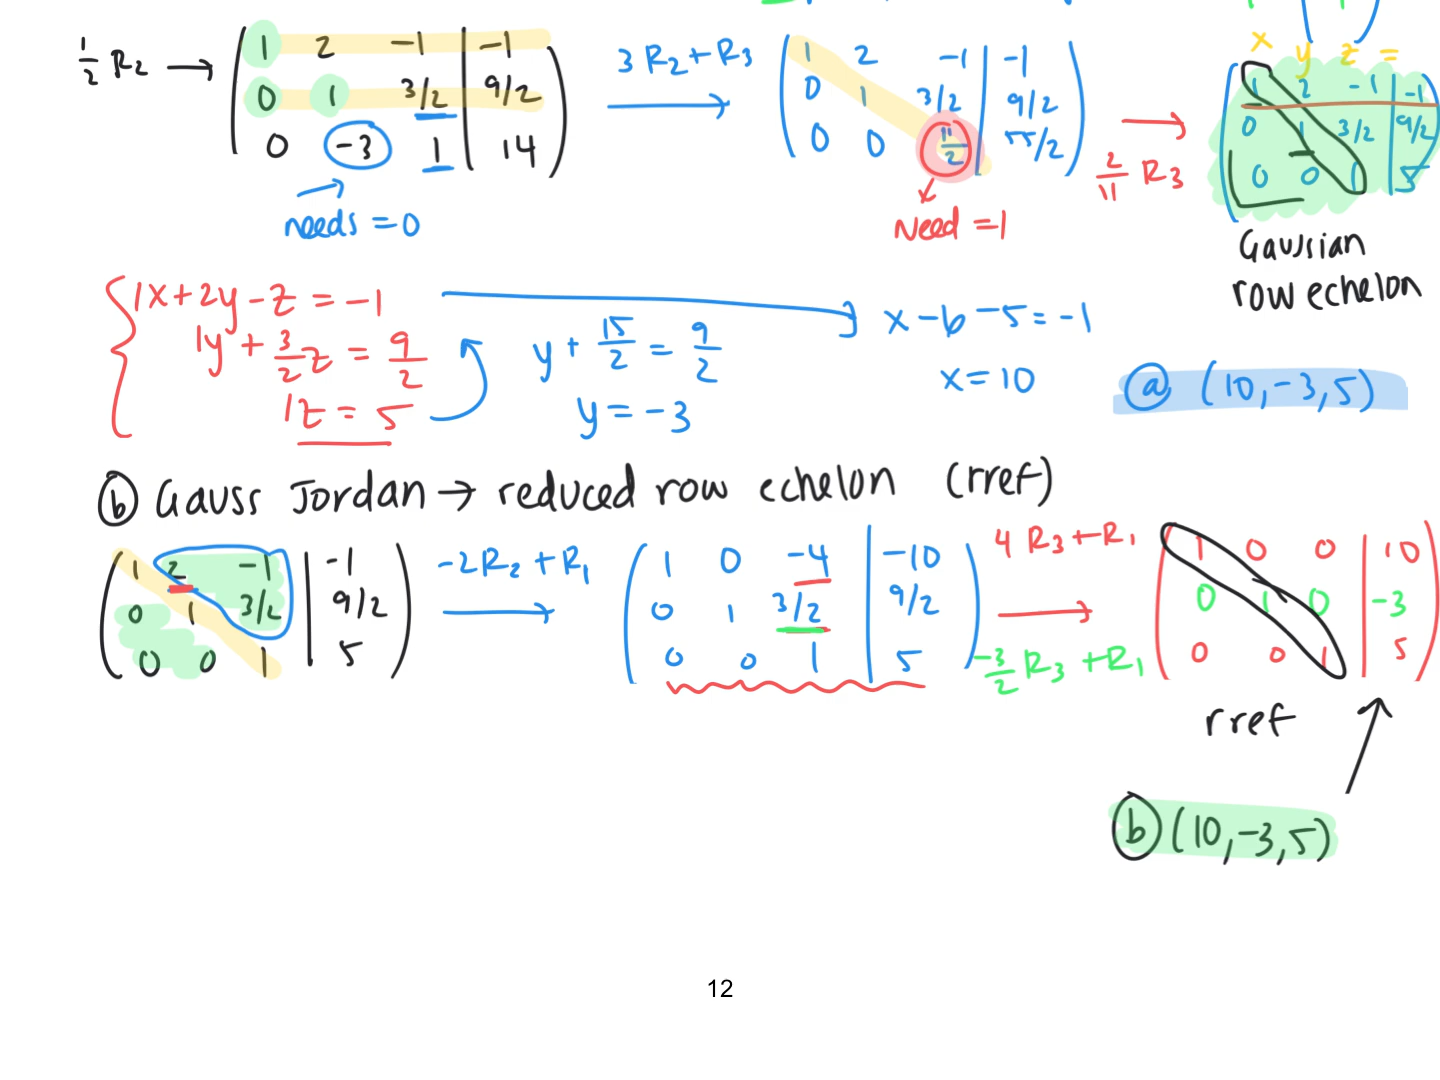 x y z =
1/2 R2 → ( 1 2 -1 | -1
0 1 3/2 | 9/2
0 -3 1 | 14 )
needs = 0
3 R2 + R3
( 1 2 -1 | -1
0 1 3/2 | 9/2
0 0 11/2 | 55/2 )
Need = 1
2/11 R3
( 1 2 -1 | -1
0 1 3/2 | 9/2
0 0 1 | 5
Gaussian
row echelon
{ 1x + 2y - z = -1
1y + 3/2 z = 9/2
1z = 5
y + 15/2 = 9/2
y = -3
x - 6 - 5 = -1
x = 10
ⓐ (10, -3, 5)
ⓑ Gauss Jordan → reduced row echelon (rref)
( 1 2 -1 | -1
0 1 3/2 | 9/2
0 0 1 | 5 )
-2R2 + R1
( 1 0 -4 | -10
0 1 3/2 | 9/2
0 0 1 | 5 )
4 R3 + R1
-3/2 R3 + R1
( 1 0 0 | 10
0 1 0 | -3
0 0 1 | 5 )
rref
ⓑ (10, -3, 5)
12